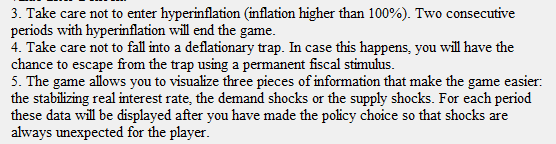 3. Take care not to enter hyperinflation (inflation higher than 100%). Two consecutive
periods with hyperinflation will end the game.
4. Take care not to fall into a deflationary trap. In case this happens, you will have the
chance to escape from the trap using a permanent fiscal stimulus.
5. The game allows you to visualize three pieces of information that make the game easier:
the stabilizing real interest rate, the demand shocks or the supply shocks. For each period
these data will be displayed after you have made the policy choice so that shocks are
always unexpected for the player.